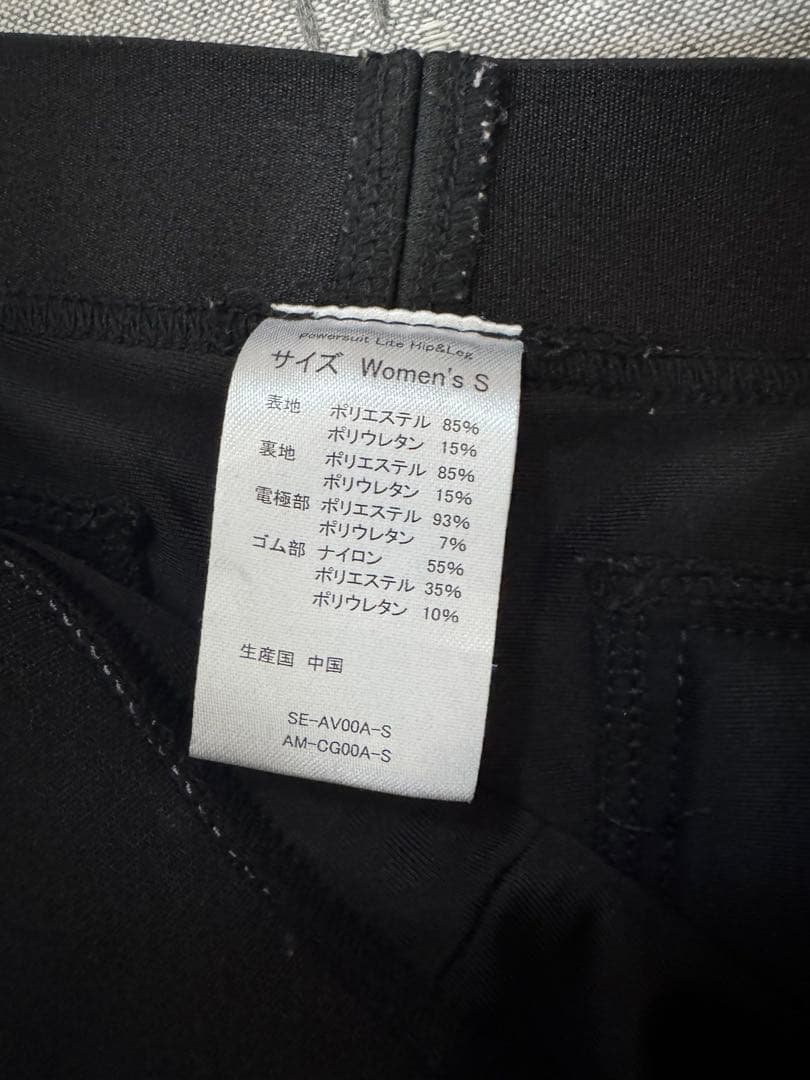 powersuit Lite Hip&Leg
サイズ Women's S
表地 ポリエステル 85%
ポリウレタン 15%
裏地 ポリエステル 85%
ポリウレタン 15%
電極部 ポリエステル 93%
ポリウレタン 7%
ゴム部 ナイロン 55%
ポリエステル 35%
ポリウレタン 10%
生産国 中国
SE-AV00A-S
AM-CG00A-S